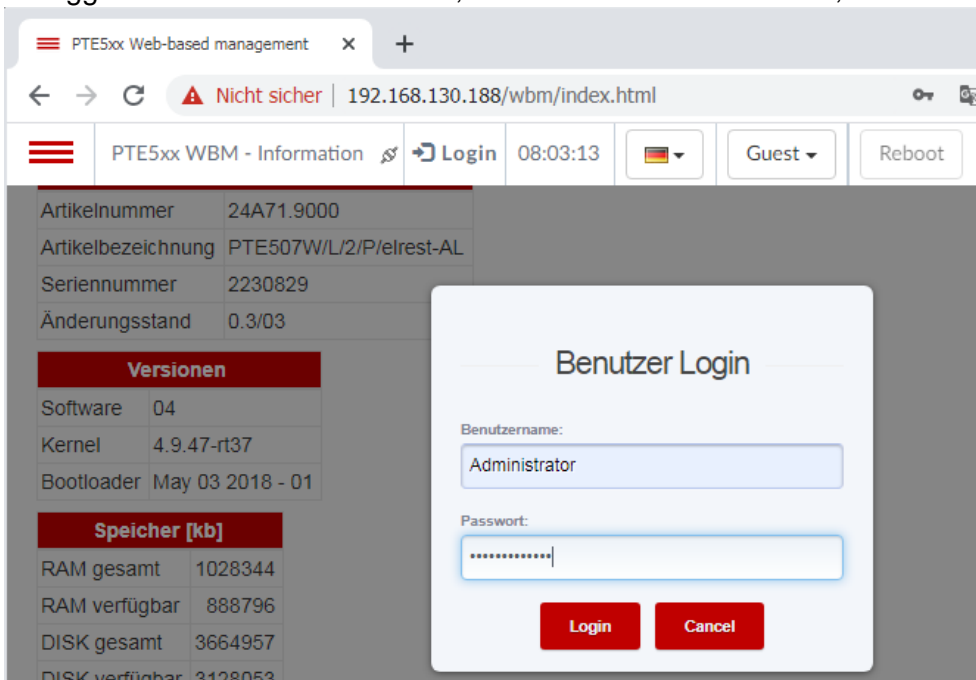 PTE5xx Web-based management
Nicht sicher | 192.168.130.188/wbm/index.html
PTE5xx WBM - Information Login 08:03:13 Guest Reboot
Artikelnummer 24A71.9000
Artikelbezeichnung PTE507W/L/2/P/elrest-AL
Seriennummer 2230829
Änderungsstand 0.3/03
Versionen
Software 04
Kernel 4.9.47-rt37
Bootloader May 03 2018 - 01
Speicher [kb]
RAM gesamt 1028344
RAM verfügbar 888796
DISK gesamt 3664957
DISK verfügbar 3128053
Benutzer Login
Benutzername:
Administrator
Passwort:
•••••••••••••
Login Cancel